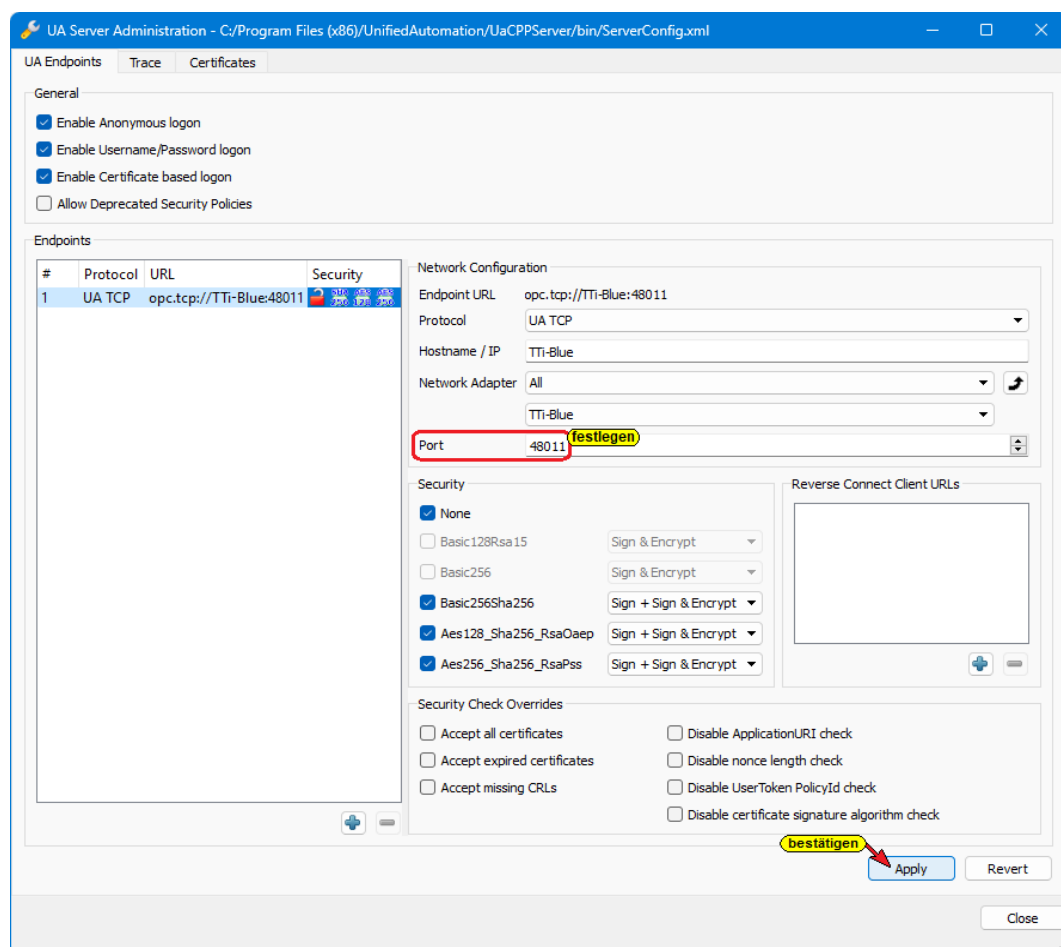 UA Server Administration - C:/Program Files (x86)/UnifiedAutomation/UaCPPServer/bin/ServerConfig.xml
UA Endpoints Trace Certificates
General
Enable Anonymous logon
Enable Username/Password logon
Enable Certificate based logon
Allow Deprecated Security Policies
Endpoints
# Protocol URL Security
1 UA TCP opc.tcp://TTi-Blue:48011 SHA 256 AES 128 AES 256
Network Configuration
Endpoint URL opc.tcp://TTi-Blue:48011
Protocol UA TCP
Hostname / IP TTi-Blue
Network Adapter All
TTi-Blue
Port 48011 festlegen
Security
None
Basic128Rsa15 Sign & Encrypt
Basic256 Sign & Encrypt
Basic256Sha256 Sign + Sign & Encrypt
Aes128_Sha256_RsaOaep Sign + Sign & Encrypt
Aes256_Sha256_RsaPss Sign + Sign & Encrypt
Reverse Connect Client URLs
Security Check Overrides
Accept all certificates
Accept expired certificates
Accept missing CRLs
Disable ApplicationURI check
Disable nonce length check
Disable UserToken PolicyId check
Disable certificate signature algorithm check
bestätigen
Apply Revert
Close